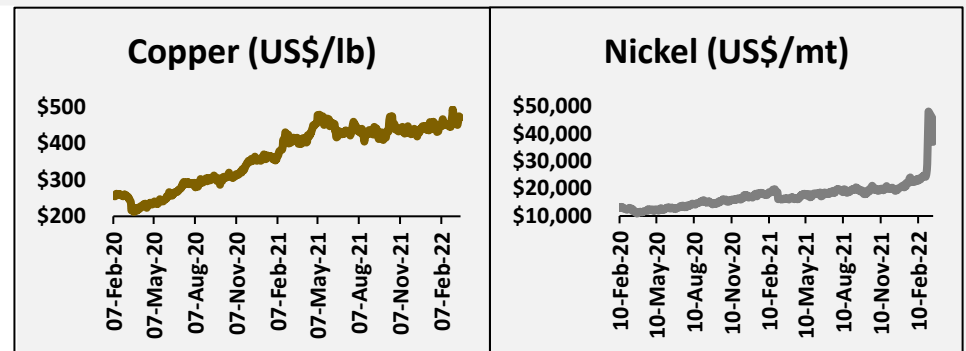 Copper (US$/lb)
$500
$400
$300
$200
07-Feb-20
07-May-20
07-Aug-20
07-Nov-20
07-Feb-21
07-May-21
07-Aug-21
07-Nov-21
07-Feb-22
Nickel (US$/mt)
$50,000
$40,000
$30,000
$20,000
$10,000
10-Feb-20
10-May-20
10-Aug-20
10-Nov-20
10-Feb-21
10-May-21
10-Aug-21
10-Nov-21
10-Feb-22